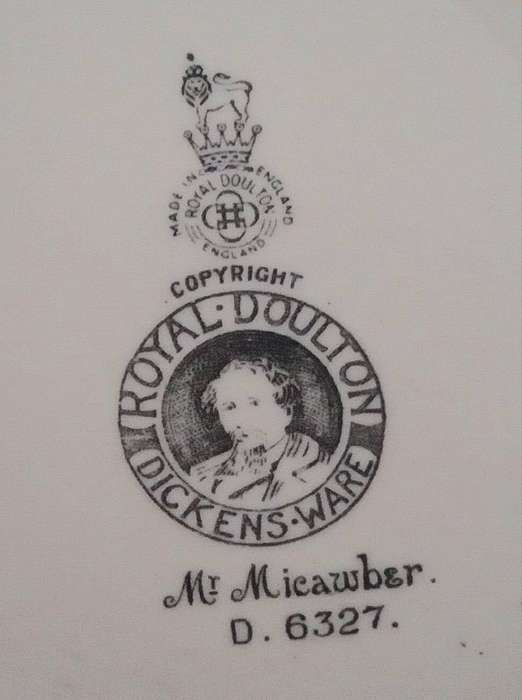 MADE IN ENGLAND
ROYAL DOULTON
ENGLAND
COPYRIGHT
ROYAL·DOULTON
DICKENS·WARE
Mr Micawber.
D. 6327.